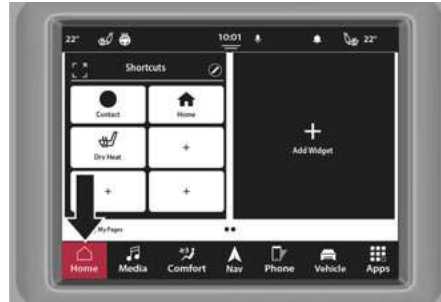 22° 10:01 22°
Shortcuts
Contact Home
Add Widget
Dry Heat +
+ +
My Pages
Home Media Comfort Nav Phone Vehicle Apps